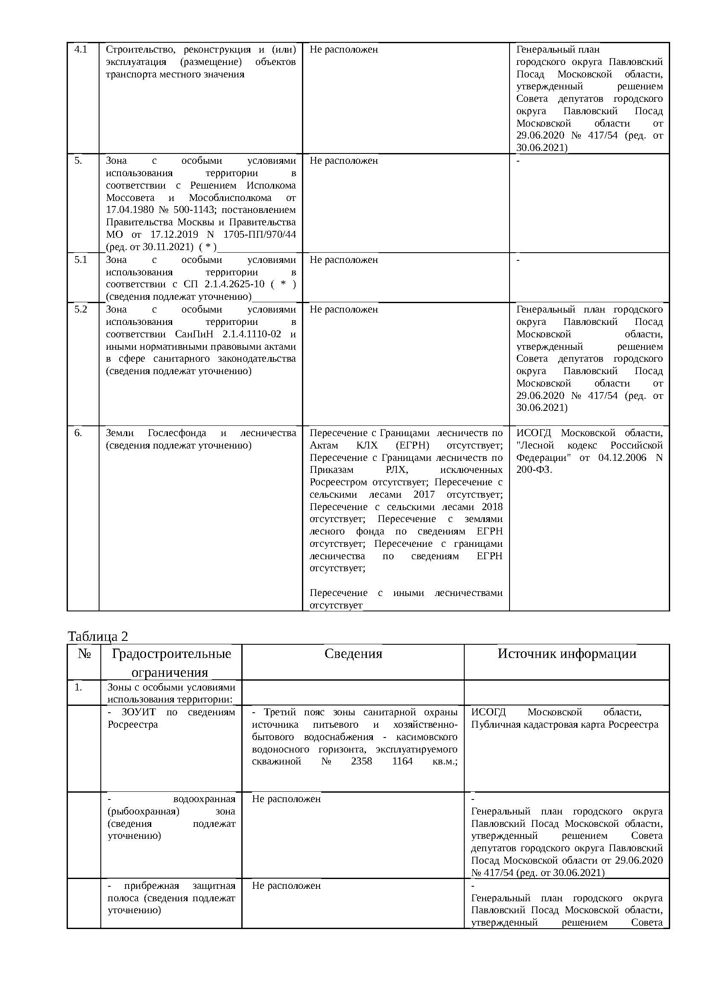 4.1
Строительство, реконструкция и (или)
эксплуатация (размещение) объектов
транспорта местного значения
Не расположен
Генеральный план
городского округа Павловский
Посад Московской области,
утвержденный решением
Совета депутатов городского
округа Павловский Посад
Московской области от
29.06.2020 № 417/54 (ред. от
30.06.2021)
5.
Зона с особыми условиями
использования территории в
соответствии с Решением Исполкома
Моссовета и Мособлисполкома от
17.04.1980 № 500-1143; постановлением
Правительства Москвы и Правительства
МО от 17.12.2019 N 1705-ПП/970/44
(ред. от 30.11.2021) ( * )
Не расположен
-
5.1
Зона с особыми условиями
использования территории в
соответствии с СП 2.1.4.2625-10 ( * )
(сведения подлежат уточнению)
Не расположен
-
5.2
Зона с особыми условиями
использования территории в
соответствии СанПиН 2.1.4.1110-02 и
иными нормативными правовыми актами
в сфере санитарного законодательства
(сведения подлежат уточнению)
Не расположен
Генеральный план городского
округа Павловский Посад
Московской области,
утвержденный решением
Совета депутатов городского
округа Павловский Посад
Московской области от
29.06.2020 № 417/54 (ред. от
30.06.2021)
6.
Земли Гослесфонда и лесничества
(сведения подлежат уточнению)
Пересечение с Границами лесничеств по
Актам КЛХ (ЕГРН) отсутствует;
Пересечение с Границами лесничеств по
Приказам РЛХ, исключенных
Росреестром отсутствует; Пересечение с
сельскими лесами 2017 отсутствует;
Пересечение с сельскими лесами 2018
отсутствует; Пересечение с землями
лесного фонда по сведениям ЕГРН
отсутствует; Пересечение с границами
лесничества по сведениям ЕГРН
отсутствует;
Пересечение с иными лесничествами
отсутствует
ИСОГД Московской области,
"Лесной кодекс Российской
Федерации" от 04.12.2006 N
200-ФЗ.
Таблица 2
№
Градостроительные
ограничения
Сведения
Источник информации
1.
Зоны с особыми условиями
использования территории:
- ЗОУИТ по сведениям
Росреестра
- Третий пояс зоны санитарной охраны
источника питьевого и хозяйственно-
бытового водоснабжения - касимовского
водоносного горизонта, эксплуатируемого
скважиной № 2358 1164 кв.м.;
ИСОГД Московской области,
Публичная кадастровая карта Росреестра
- водоохранная
(рыбоохранная) зона
(сведения подлежат
уточнению)
Не расположен
-
Генеральный план городского округа
Павловский Посад Московской области,
утвержденный решением Совета
депутатов городского округа Павловский
Посад Московской области от 29.06.2020
№ 417/54 (ред. от 30.06.2021)
- прибрежная защитная
полоса (сведения подлежат
уточнению)
Не расположен
-
Генеральный план городского округа
Павловский Посад Московской области,
утвержденный решением Совета